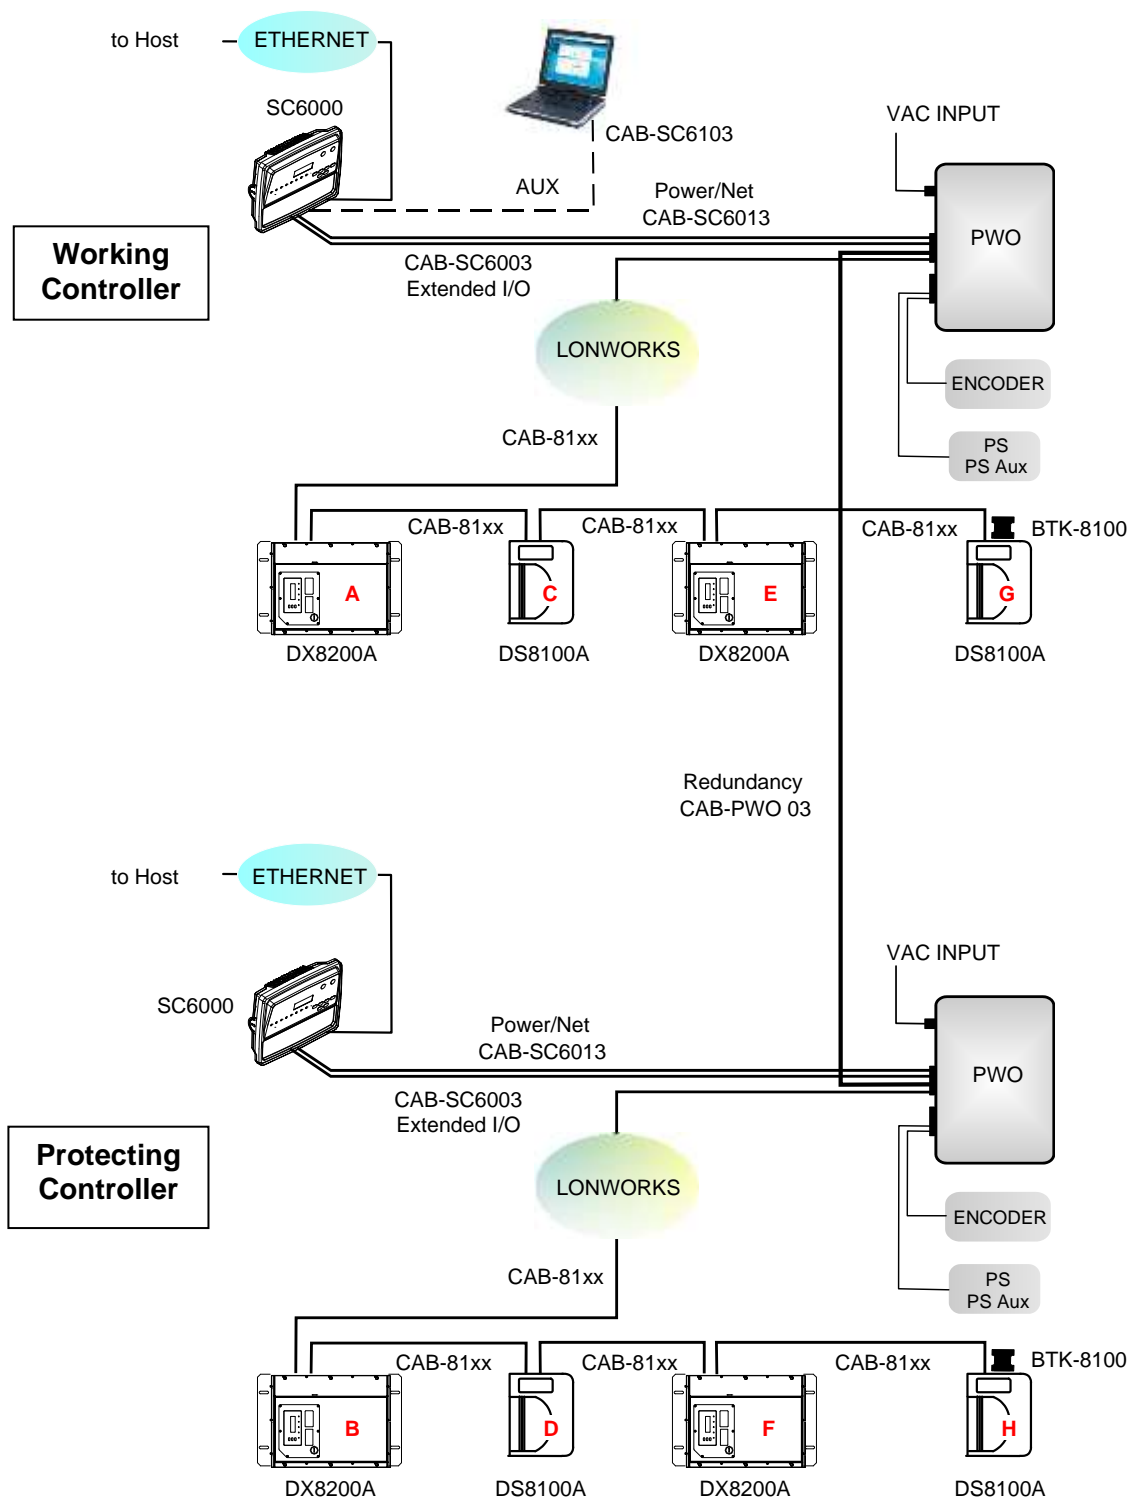 to Host
ETHERNET
SC6000
CAB-SC6103
VAC INPUT
AUX
Power/Net
CAB-SC6013
PWO
Working
Controller
CAB-SC6003
Extended I/O
LONWORKS
ENCODER
CAB-81xx
PS
PS Aux
CAB-81xx
CAB-81xx
CAB-81xx
BTK-8100
A
C
E
G
DX8200A
DS8100A
DX8200A
DS8100A
Redundancy
CAB-PWO 03
to Host
ETHERNET
VAC INPUT
SC6000
Power/Net
CAB-SC6013
PWO
CAB-SC6003
Extended I/O
Protecting
Controller
LONWORKS
ENCODER
CAB-81xx
PS
PS Aux
CAB-81xx
CAB-81xx
CAB-81xx
BTK-8100
B
D
F
H
DX8200A
DS8100A
DX8200A
DS8100A